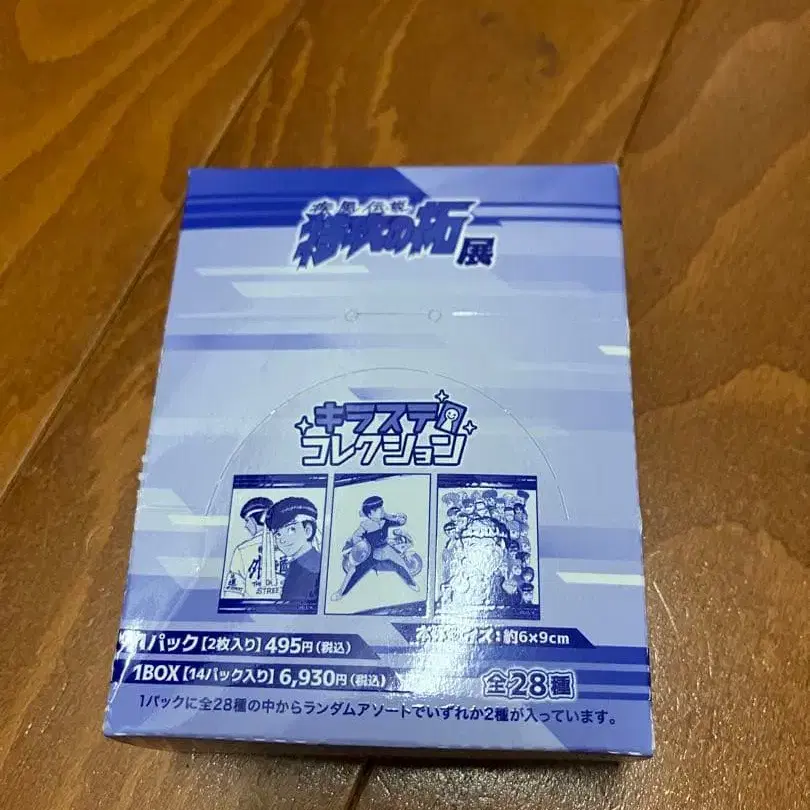 疾風伝説
特攻の拓展
キラステ
コレクション
1パック【2枚入り】495円(税込)
本体サイズ：約6×9cm
1BOX【14パック入り】6,930円(税込)
全28種
1パックに全28種の中からランダムアソートでいずれか2種が入っています。